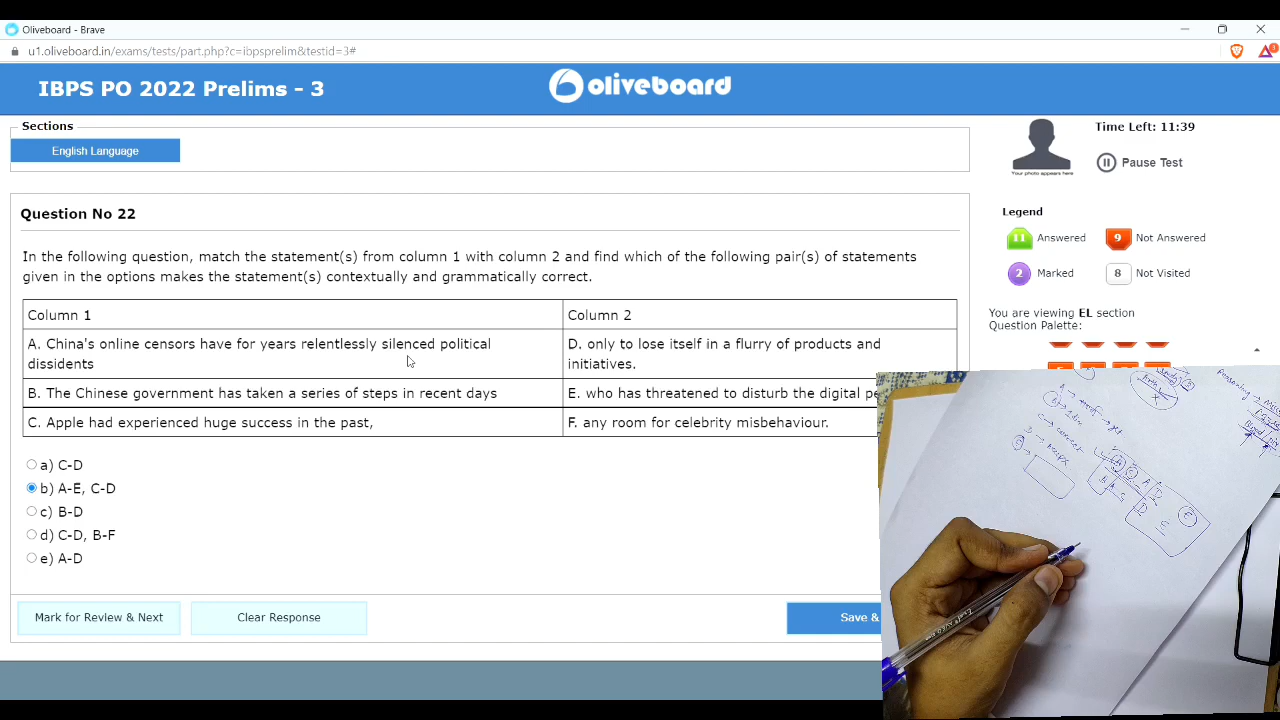 Oliveboard - Brave
u1.oliveboard.in/exams/tests/part.php?c=ibpsprelim&testid=3#
3
IBPS PO 2022 Prelims - 3
oliveboard
Sections
English Language
Your photo appears here
Time Left: 11:39
Pause Test
Question No 22
In the following question, match the statement(s) from column 1 with column 2 and find which of the following pair(s) of statements
given in the options makes the statement(s) contextually and grammatically correct.
Column 1
Column 2
A. China's online censors have for years relentlessly silenced political
dissidents
D. only to lose itself in a flurry of products and
initiatives.
B. The Chinese government has taken a series of steps in recent days
E. who has threatened to disturb the digital
C. Apple had experienced huge success in the past,
F. any room for celebrity misbehaviour.
a) C-D
b) A-E, C-D
c) B-D
d) C-D, B-F
e) A-D
Mark for Review & Next
Clear Response
Save &
Legend
11 Answered
9 Not Answered
2 Marked
8 Not Visited
You are viewing EL section
Question Palette: